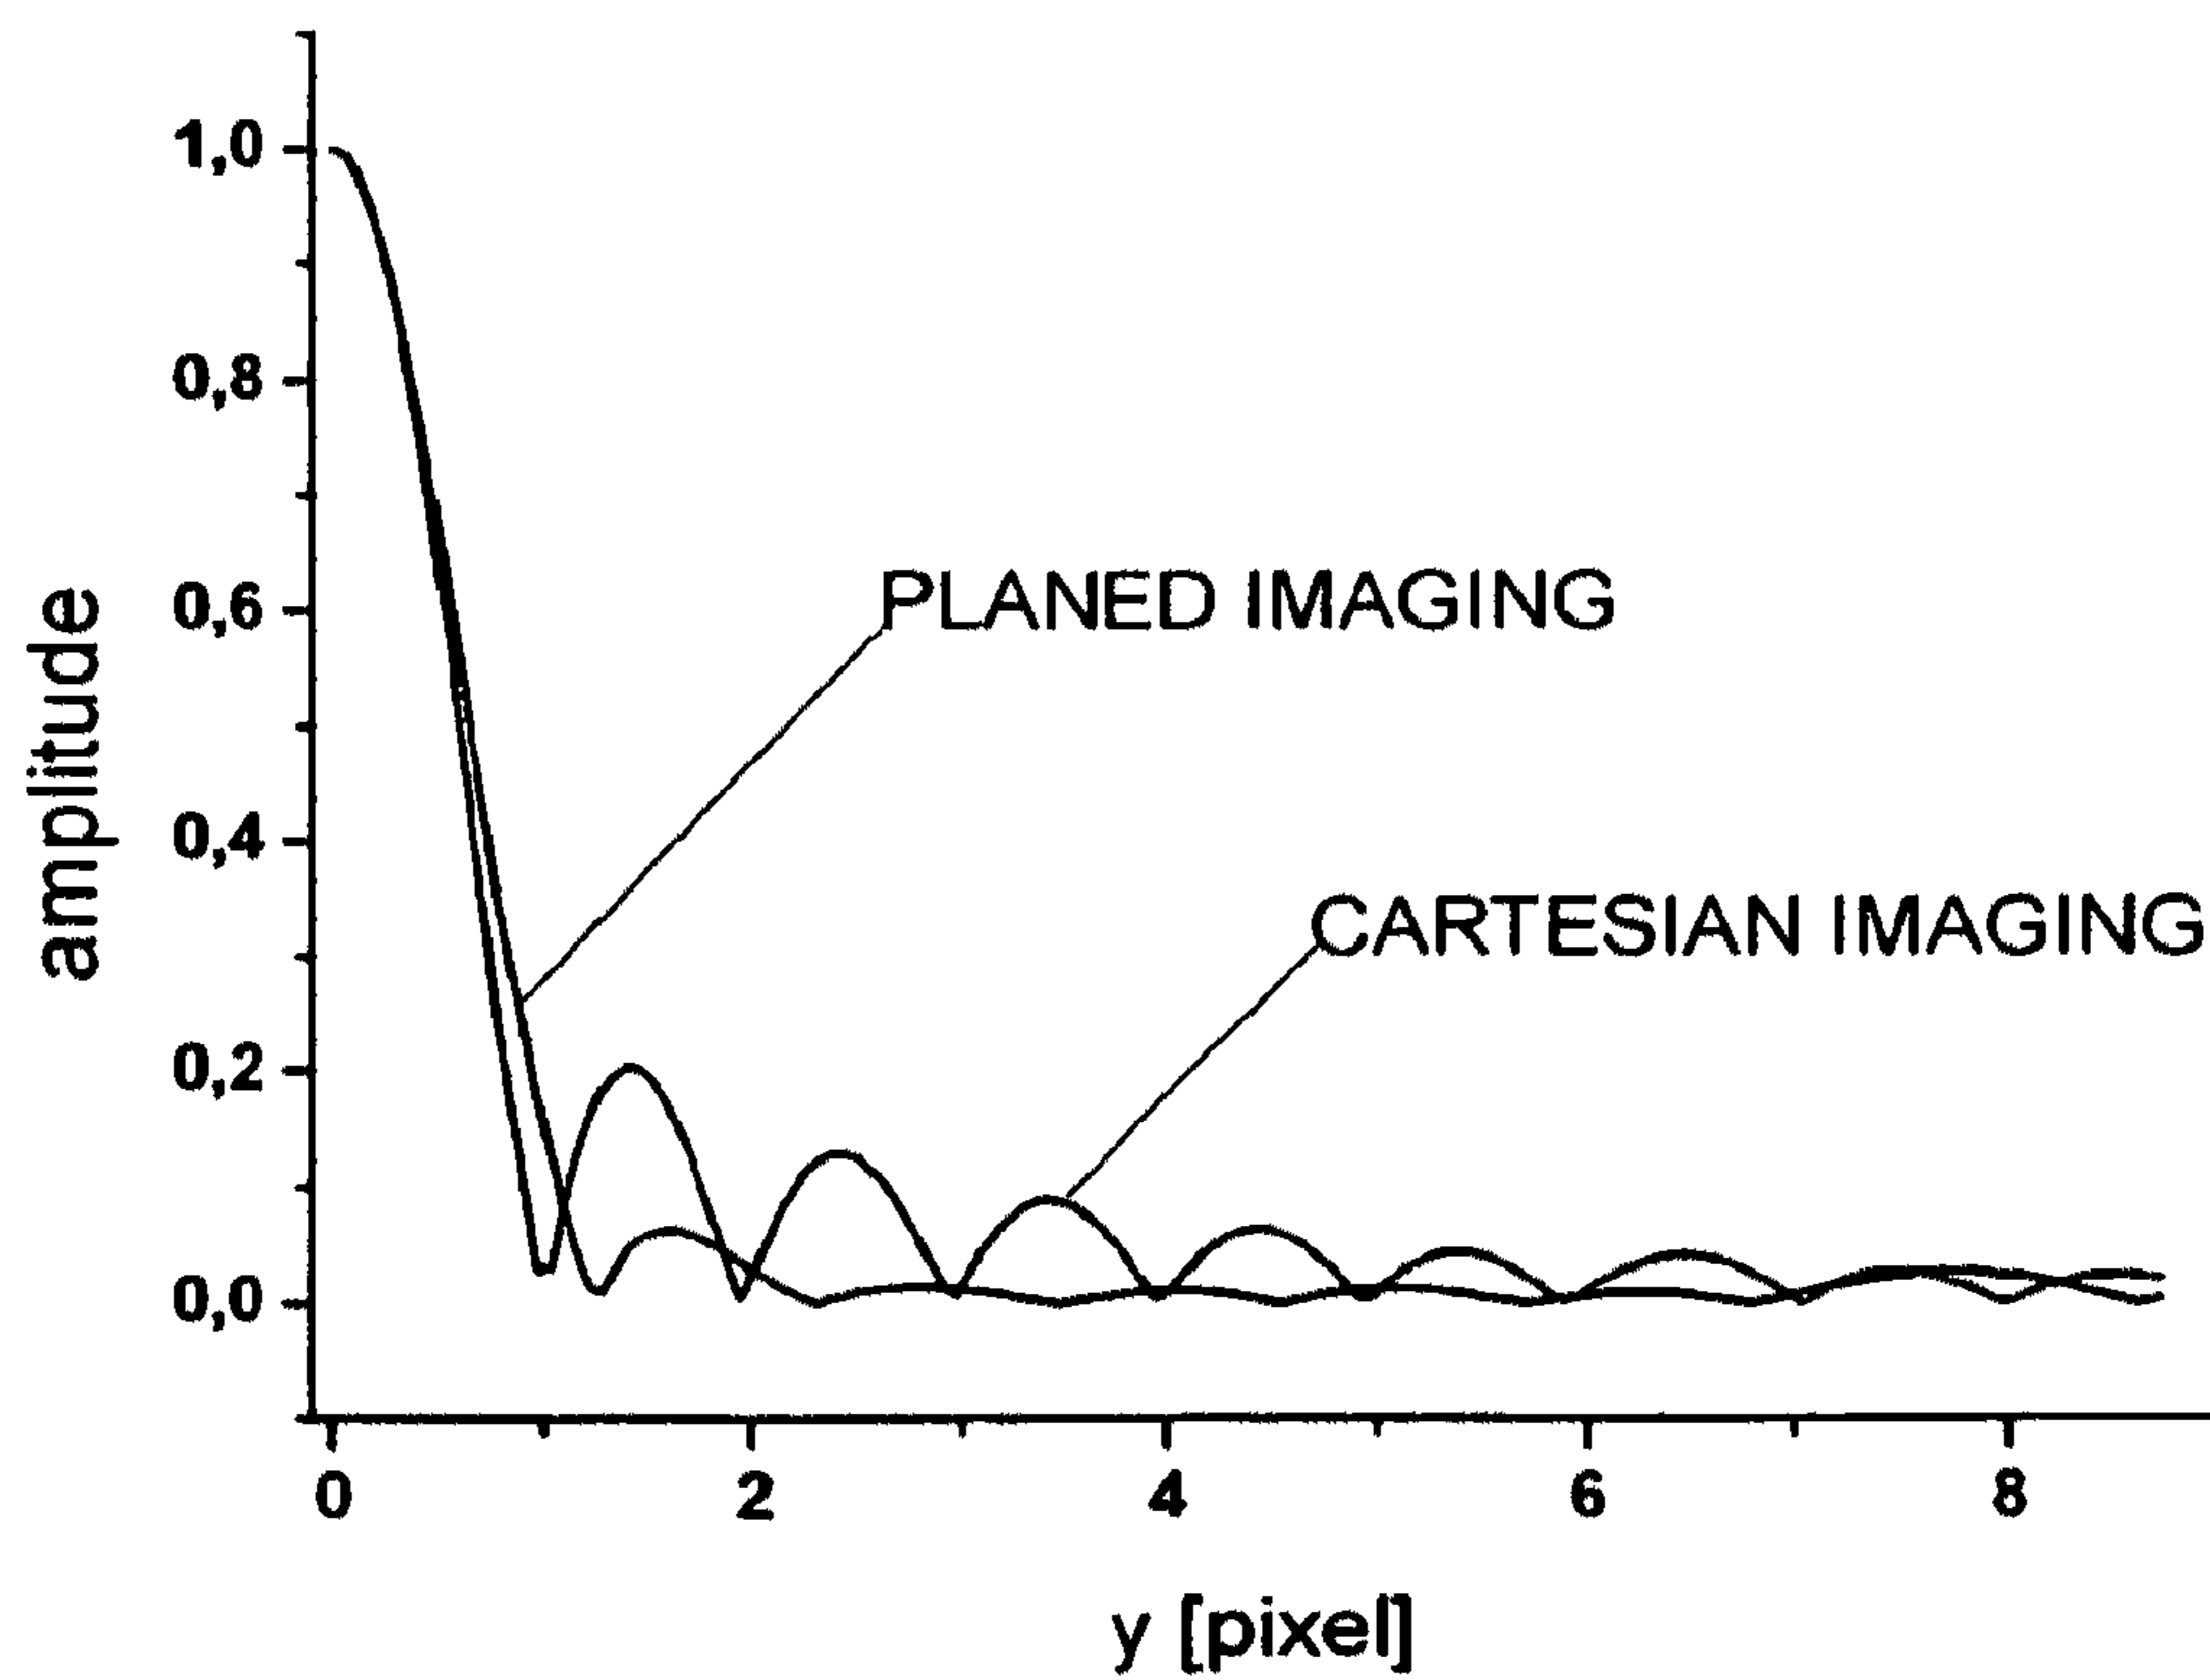 1,0
0,8
0,6
0,4
0,2
0,0
amplitude
PLANED IMAGING
CARTESIAN IMAGING
0 2 4 6 8
y [pixel]